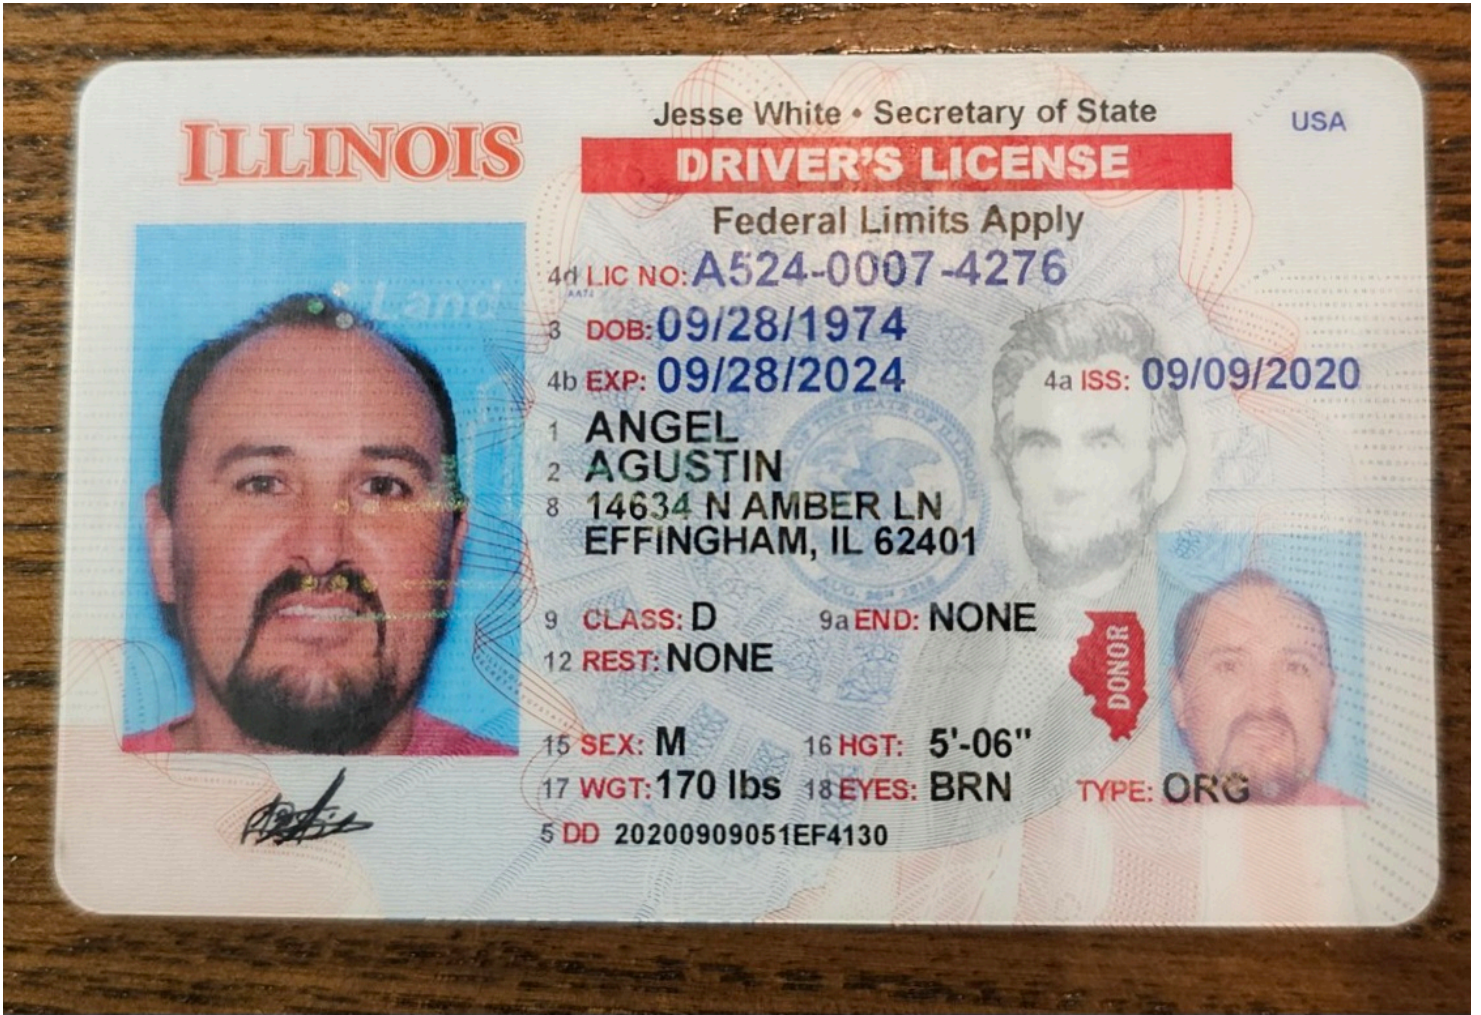 ILLINOIS
Jesse White • Secretary of State
USA
DRIVER'S LICENSE
Federal Limits Apply
4d LIC NO: A524-0007-4276
3 DOB: 09/28/1974
4b EXP: 09/28/2024
4a ISS: 09/09/2020
1 ANGEL
2 AGUSTIN
8 14634 N AMBER LN
EFFINGHAM, IL 62401
9 CLASS: D
9a END: NONE
12 REST: NONE
DONOR
15 SEX: M
16 HGT: 5'-06"
17 WGT: 170 lbs
18 EYES: BRN
TYPE: ORG
5 DD 20200909051EF4130
Land